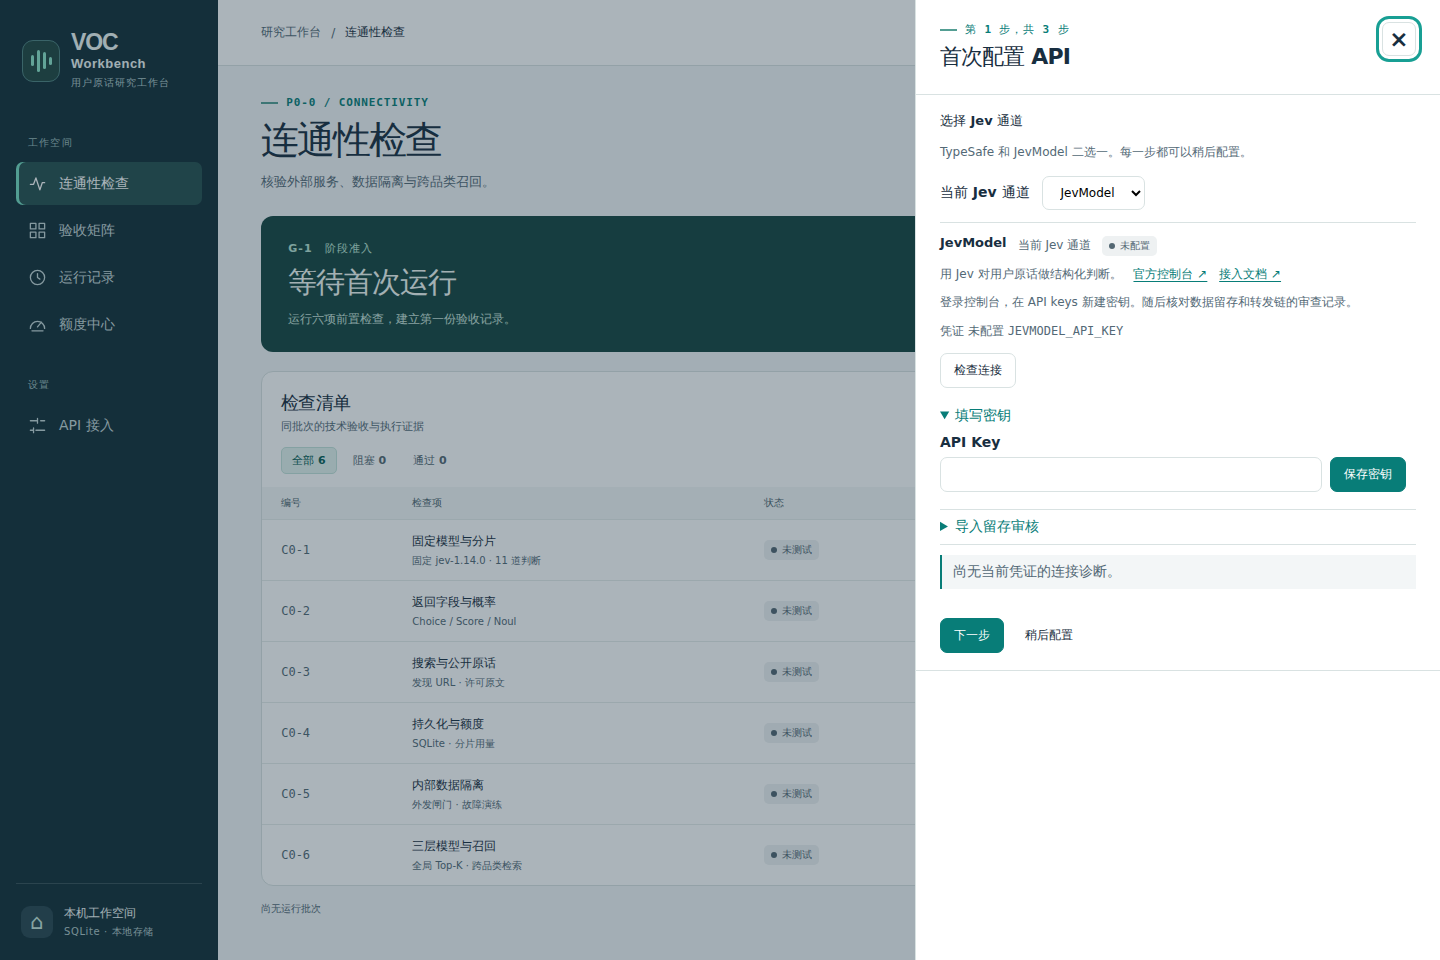 VOC
Workbench
用户原话研究工作台
工作空间
连通性检查
验收矩阵
运行记录
额度中心
设置
API 接入
本机工作空间
SQLite · 本地存储
研究工作台 / 连通性检查
P0-0 / CONNECTIVITY
连通性检查
核验外部服务、数据隔离与跨品类召回。
G-1 阶段准入
等待首次运行
运行六项前置检查，建立第一份验收记录。
检查清单
同批次的技术验收与执行证据
全部 6 阻塞 0 通过 0
编号 检查项 状态
C0-1 固定模型与分片 未测试
固定 jev-1.14.0 · 11 道判断
C0-2 返回字段与概率 未测试
Choice / Score / Noul
C0-3 搜索与公开原话 未测试
发现 URL · 许可原文
C0-4 持久化与额度 未测试
SQLite · 分片用量
C0-5 内部数据隔离 未测试
外发闸门 · 故障演练
C0-6 三层模型与召回 未测试
全局 Top-K · 跨品类检索
尚无运行批次
第 1 步，共 3 步
首次配置 API
×
选择 Jev 通道
TypeSafe 和 JevModel 二选一。每一步都可以稍后配置。
当前 Jev 通道 JevModel
JevModel 当前 Jev 通道 未配置
用 Jev 对用户原话做结构化判断。 官方控制台 ↗ 接入文档 ↗
登录控制台，在 API keys 新建密钥。随后核对数据留存和转发链的审查记录。
凭证 未配置 JEVMODEL_API_KEY
检查连接
▼ 填写密钥
API Key
保存密钥
▶ 导入留存审核
尚无当前凭证的连接诊断。
下一步 稍后配置